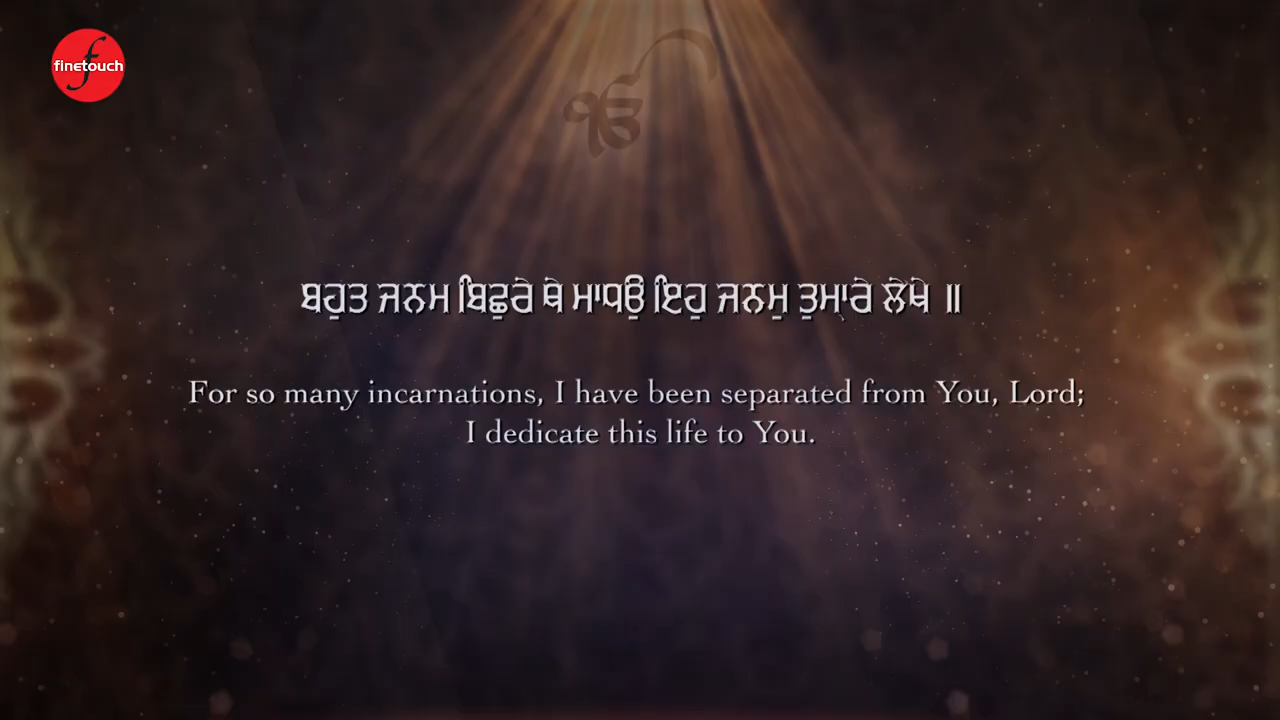 finetouch
ੴ
ਬਹੁਤ ਜਨਮ ਬਿਛੁਰੇ ਥੇ ਮਾਧਉ ਇਹੁ ਜਨਮੁ ਤੁਮ੍ਹਾਰੇ ਲੇਖੇ ॥
For so many incarnations, I have been separated from You, Lord;
I dedicate this life to You.